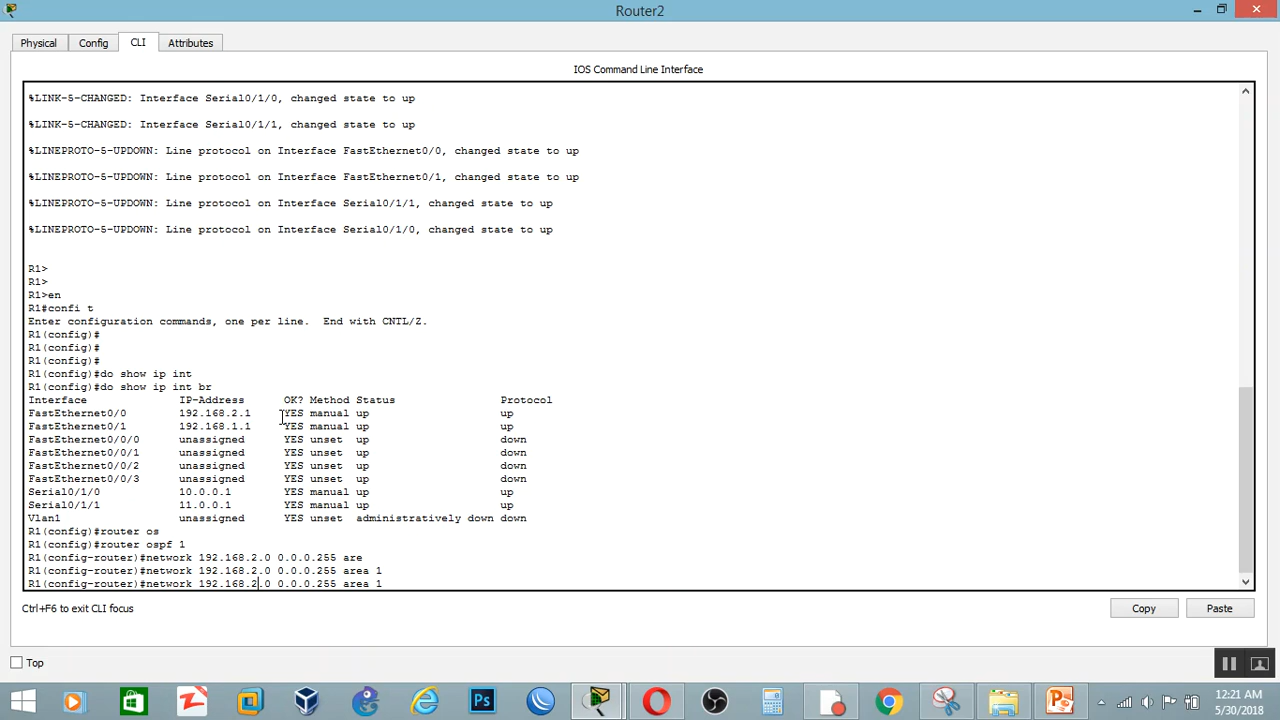 Router2
Physical Config CLI Attributes
IOS Command Line Interface
%LINK-5-CHANGED: Interface Serial0/1/0, changed state to up
%LINK-5-CHANGED: Interface Serial0/1/1, changed state to up
%LINEPROTO-5-UPDOWN: Line protocol on Interface FastEthernet0/0, changed state to up
%LINEPROTO-5-UPDOWN: Line protocol on Interface FastEthernet0/1, changed state to up
%LINEPROTO-5-UPDOWN: Line protocol on Interface Serial0/1/1, changed state to up
%LINEPROTO-5-UPDOWN: Line protocol on Interface Serial0/1/0, changed state to up
R1>
R1>
R1>en
R1#confi t
Enter configuration commands, one per line. End with CNTL/Z.
R1(config)#
R1(config)#
R1(config)#
R1(config)#do show ip int
R1(config)#do show ip int br
Interface IP-Address OK? Method Status Protocol
FastEthernet0/0 192.168.2.1 YES manual up up
FastEthernet0/1 192.168.1.1 YES manual up up
FastEthernet0/0/0 unassigned YES unset up down
FastEthernet0/0/1 unassigned YES unset up down
FastEthernet0/0/2 unassigned YES unset up down
FastEthernet0/0/3 unassigned YES unset up down
Serial0/1/0 10.0.0.1 YES manual up up
Serial0/1/1 11.0.0.1 YES manual up up
Vlan1 unassigned YES unset administratively down down
R1(config)#router os
R1(config)#router ospf 1
R1(config-router)#network 192.168.2.0 0.0.0.255 are
R1(config-router)#network 192.168.2.0 0.0.0.255 area 1
R1(config-router)#network 192.168.2.0 0.0.0.255 area 1
Ctrl+F6 to exit CLI focus
Copy Paste
Top
Ps
12:21 AM
5/30/2018